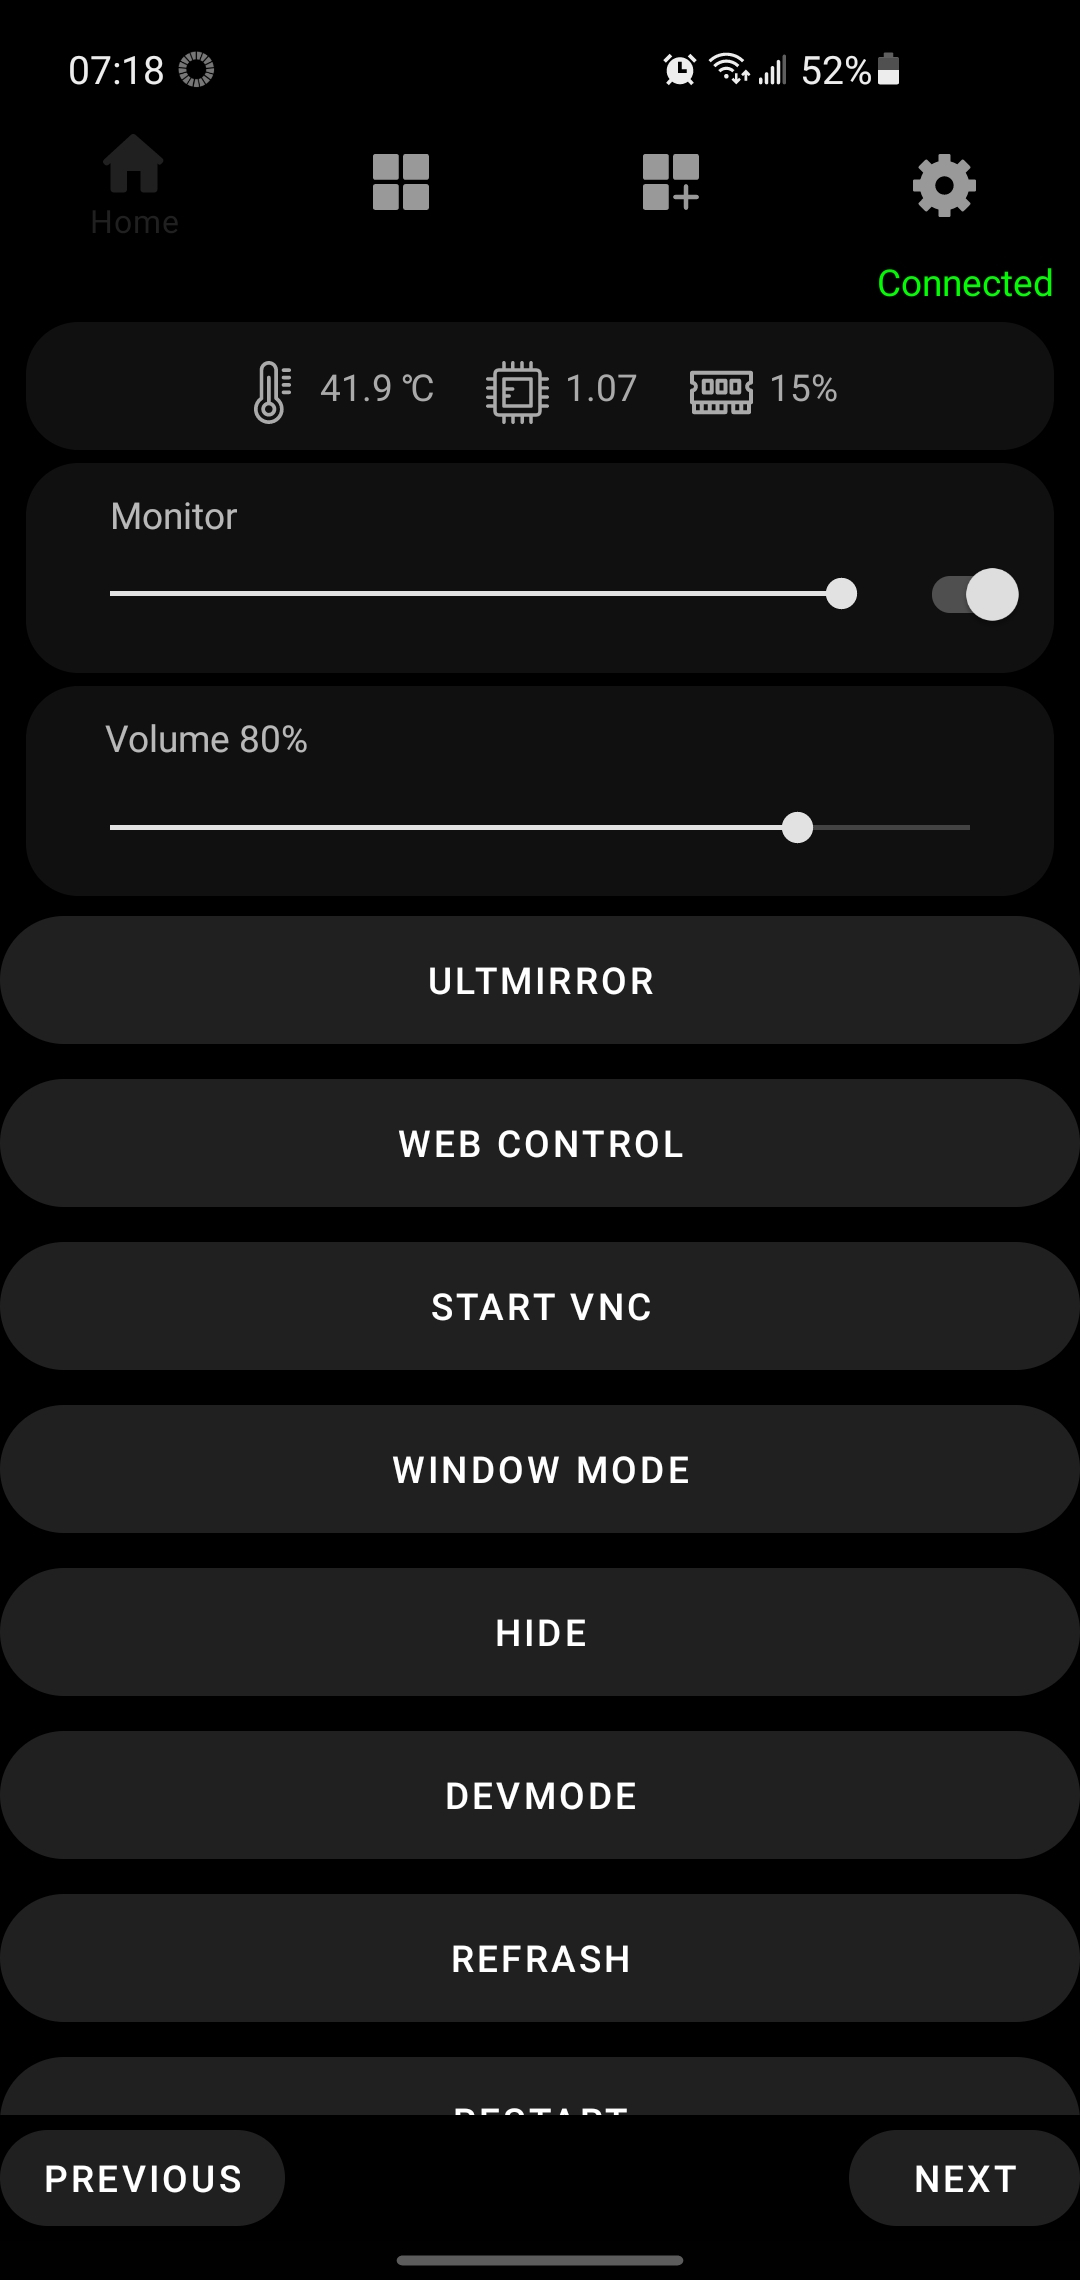 07:18 52%
Home
Connected
41.9 ℃ 1.07 15%
Monitor
Volume 80%
ULTMIRROR
WEB CONTROL
START VNC
WINDOW MODE
HIDE
DEVMODE
REFRASH
RESTART
PREVIOUS NEXT